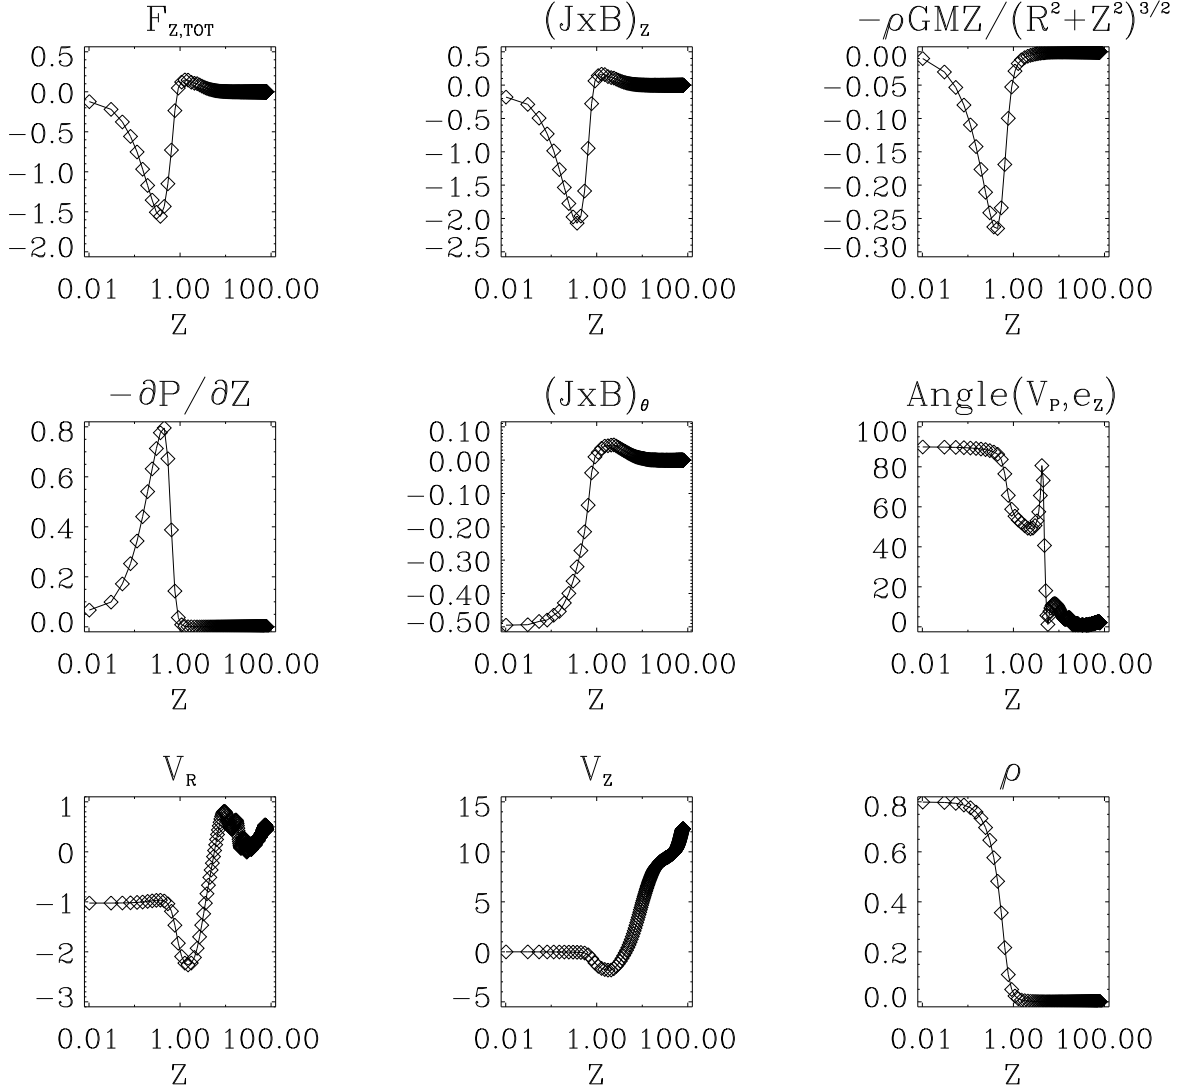 F_Z,TOT
0.5
0.0
−0.5
−1.0
−1.5
−2.0
0.01 1.00 100.00
Z
(JxB)_Z
0.5
0.0
−0.5
−1.0
−1.5
−2.0
−2.5
0.01 1.00 100.00
Z
−ρGMZ/(R²+Z²)^3/2
0.00
−0.05
−0.10
−0.15
−0.20
−0.25
−0.30
0.01 1.00 100.00
Z
−∂P/∂Z
0.8
0.6
0.4
0.2
0.0
0.01 1.00 100.00
Z
(JxB)_θ
0.10
0.00
−0.10
−0.20
−0.30
−0.40
−0.50
0.01 1.00 100.00
Z
Angle(V_P,e_Z)
100
80
60
40
20
0
0.01 1.00 100.00
Z
V_R
1
0
−1
−2
−3
0.01 1.00 100.00
Z
V_Z
15
10
5
0
−5
0.01 1.00 100.00
Z
ρ
0.8
0.6
0.4
0.2
0.0
0.01 1.00 100.00
Z